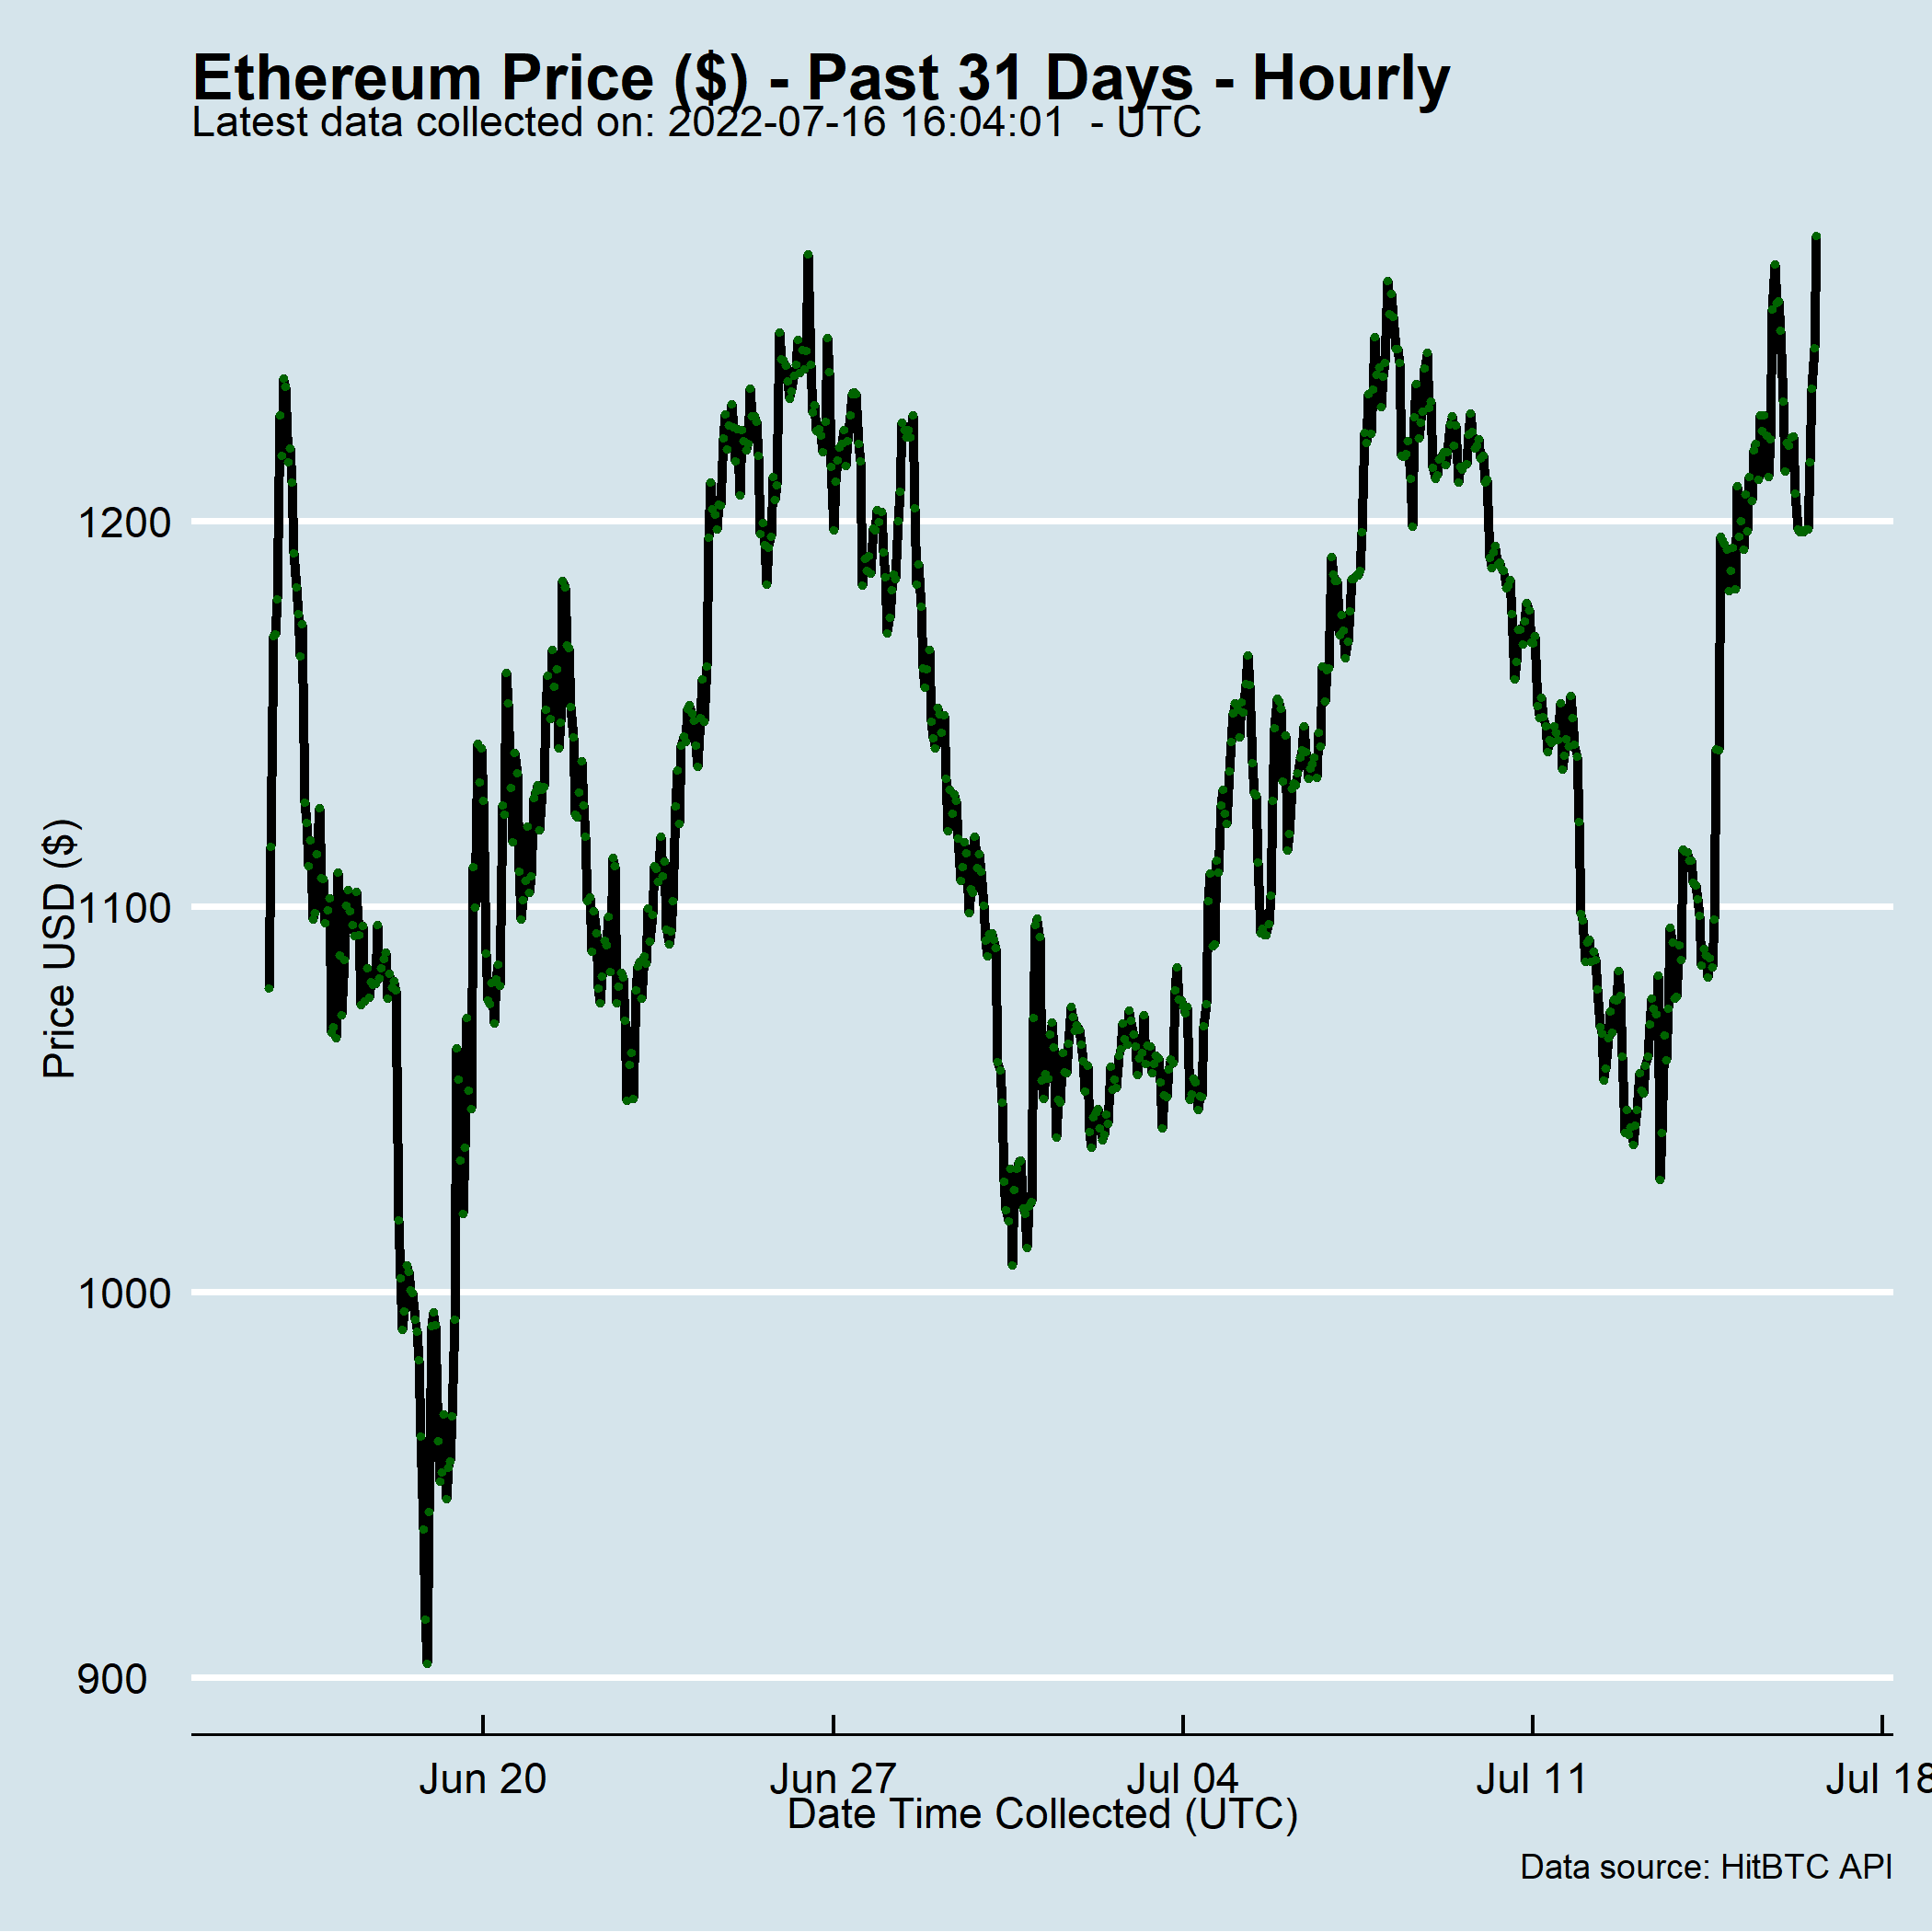 Ethereum Price ($) - Past 31 Days - Hourly
Latest data collected on: 2022-07-16 16:04:01  - UTC
Price USD ($)
1200
1100
1000
900
Jun 20
Jun 27
Jul 04
Jul 11
Jul 18
Date Time Collected (UTC)
Data source: HitBTC API